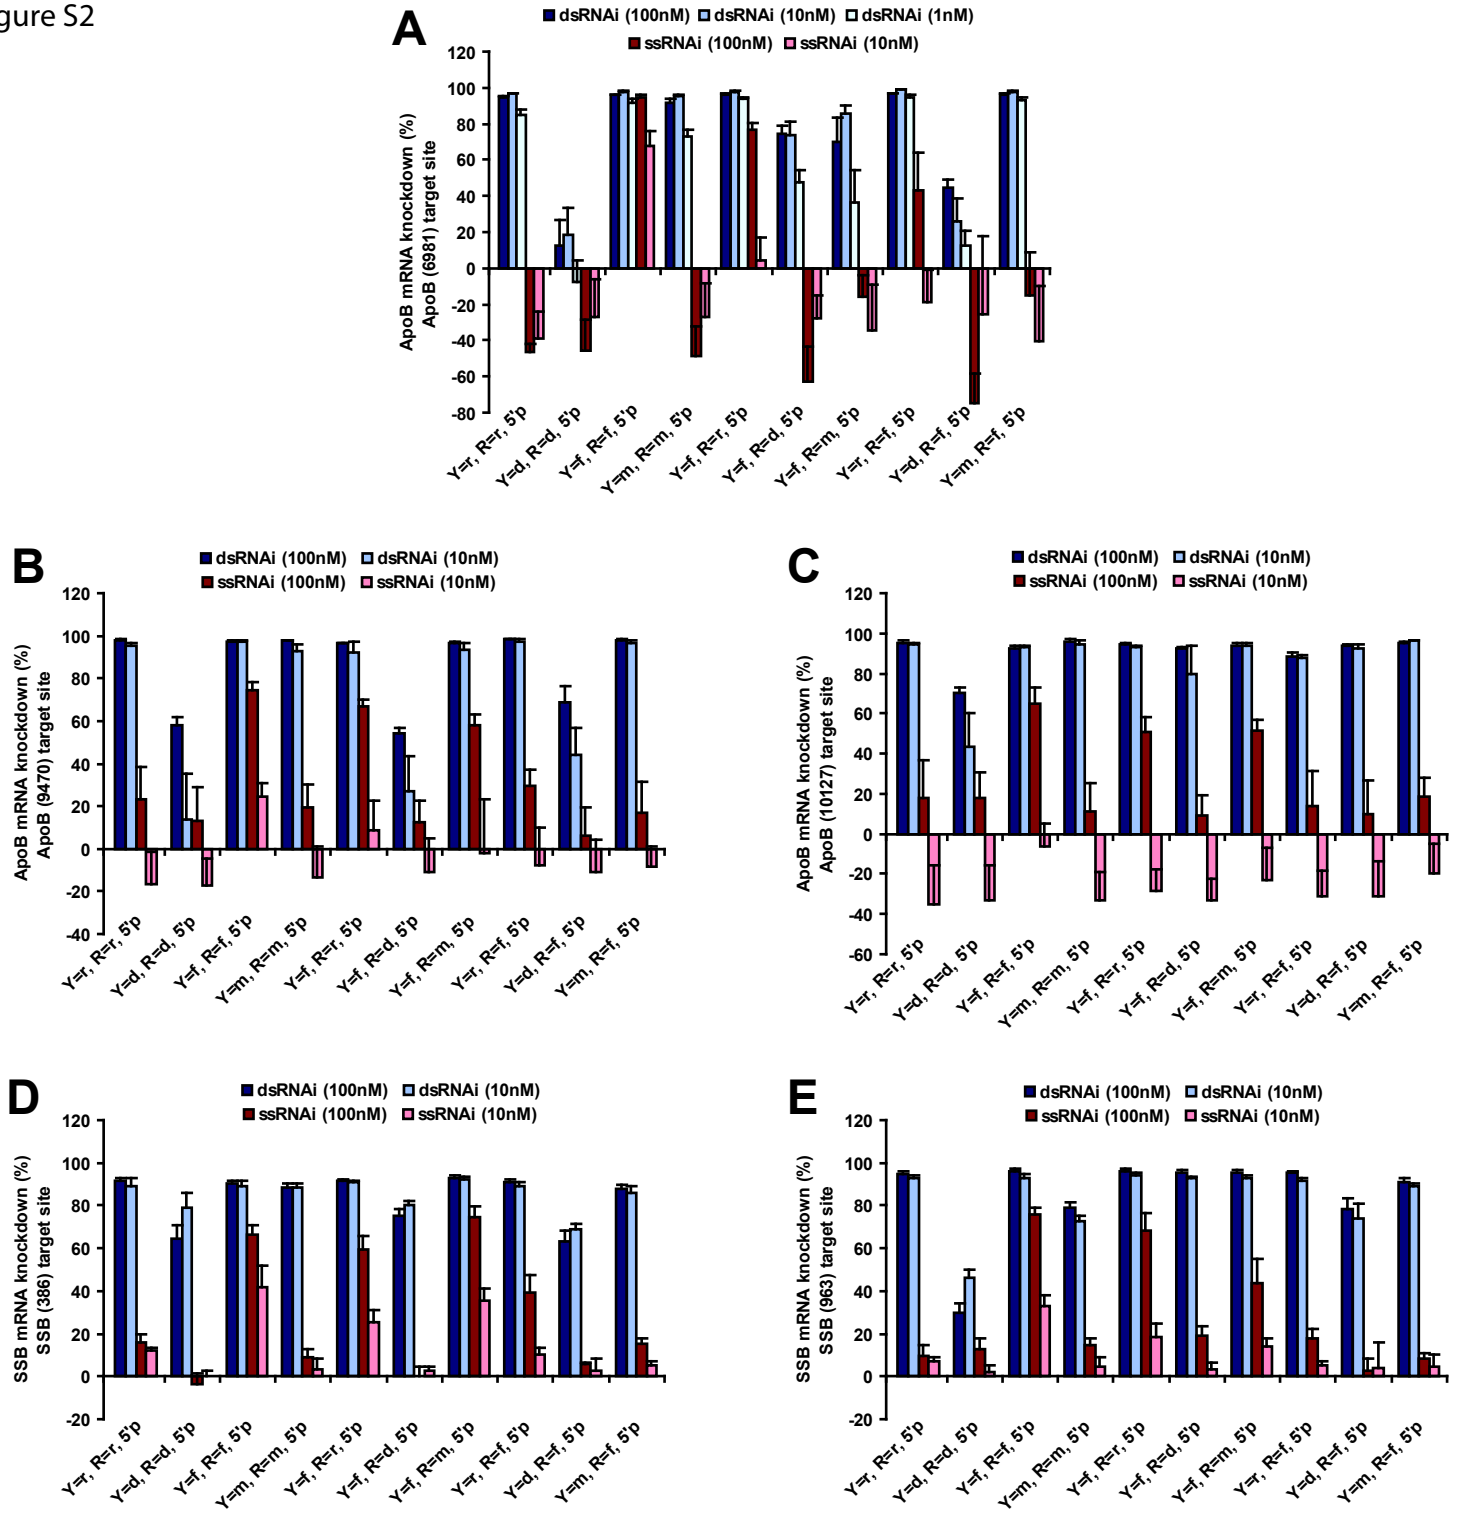 gure S2
A
dsRNAi (100nM) dsRNAi (10nM) dsRNAi (1nM)
ssRNAi (100nM) ssRNAi (10nM)
ApoB mRNA knockdown (%)
ApoB (6981) target site
120
100
80
60
40
20
0
-20
-40
-60
-80
Y=r, R=r, 5'p
Y=d, R=d, 5'p
Y=f, R=f, 5'p
Y=m, R=m, 5'p
Y=f, R=r, 5'p
Y=f, R=d, 5'p
Y=f, R=m, 5'p
Y=r, R=f, 5'p
Y=d, R=f, 5'p
Y=m, R=f, 5'p
B
dsRNAi (100nM) dsRNAi (10nM)
ssRNAi (100nM) ssRNAi (10nM)
ApoB mRNA knockdown (%)
ApoB (9470) target site
120
100
80
60
40
20
0
-20
-40
Y=r, R=r, 5'p
Y=d, R=d, 5'p
Y=f, R=f, 5'p
Y=m, R=m, 5'p
Y=f, R=r, 5'p
Y=f, R=d, 5'p
Y=f, R=m, 5'p
Y=r, R=f, 5'p
Y=d, R=f, 5'p
Y=m, R=f, 5'p
C
dsRNAi (100nM) dsRNAi (10nM)
ssRNAi (100nM) ssRNAi (10nM)
ApoB mRNA knockdown (%)
ApoB (10127) target site
120
100
80
60
40
20
0
-20
-40
-60
Y=r, R=r, 5'p
Y=d, R=d, 5'p
Y=f, R=f, 5'p
Y=m, R=m, 5'p
Y=f, R=r, 5'p
Y=f, R=d, 5'p
Y=f, R=m, 5'p
Y=r, R=f, 5'p
Y=d, R=f, 5'p
Y=m, R=f, 5'p
D
dsRNAi (100nM) dsRNAi (10nM)
ssRNAi (100nM) ssRNAi (10nM)
SSB mRNA knockdown (%)
SSB (386) target site
120
100
80
60
40
20
0
-20
Y=r, R=r, 5'p
Y=d, R=d, 5'p
Y=f, R=f, 5'p
Y=m, R=m, 5'p
Y=f, R=r, 5'p
Y=f, R=d, 5'p
Y=f, R=m, 5'p
Y=r, R=f, 5'p
Y=d, R=f, 5'p
Y=m, R=f, 5'p
E
dsRNAi (100nM) dsRNAi (10nM)
ssRNAi (100nM) ssRNAi (10nM)
SSB mRNA knockdown (%)
SSB (963) target site
120
100
80
60
40
20
0
-20
Y=r, R=r, 5'p
Y=d, R=d, 5'p
Y=f, R=f, 5'p
Y=m, R=m, 5'p
Y=f, R=r, 5'p
Y=f, R=d, 5'p
Y=f, R=m, 5'p
Y=r, R=f, 5'p
Y=d, R=f, 5'p
Y=m, R=f, 5'p